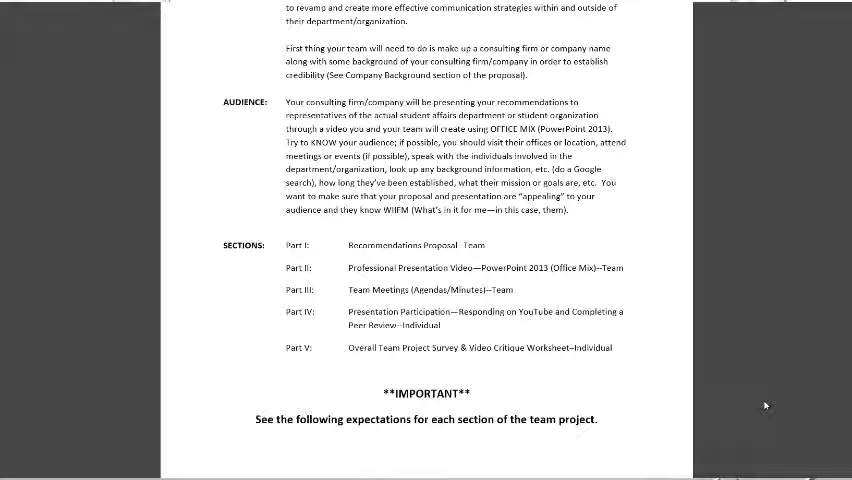 to revamp and create more effective communication strategies within and outside of
their department/organization.
First thing your team will need to do is make up a consulting firm or company name
along with some background of your consulting firm/company in order to establish
credibility (See Company Background section of the proposal).
AUDIENCE: Your consulting firm/company will be presenting your recommendations to
representatives of the actual student affairs department or student organization
through a video you and your team will create using OFFICE MIX (PowerPoint 2013).
Try to KNOW your audience; if possible, you should visit their offices or location, attend
meetings or events (if possible), speak with the individuals involved in the
department/organization, look up any background information, etc. (do a Google
search), how long they've been established, what their mission or goals are, etc. You
want to make sure that your proposal and presentation are “appealing” to your
audience and they know WIIFM (What's in it for me—in this case, them).
SECTIONS: Part I: Recommendations Proposal Team
Part II: Professional Presentation Video—PowerPoint 2013 (Office Mix)--Team
Part III: Team Meetings (Agendas/Minutes)--Team
Part IV: Presentation Participation—Responding on YouTube and Completing a
Peer Review--Individual
Part V: Overall Team Project Survey & Video Critique Worksheet–Individual
**IMPORTANT**
See the following expectations for each section of the team project.